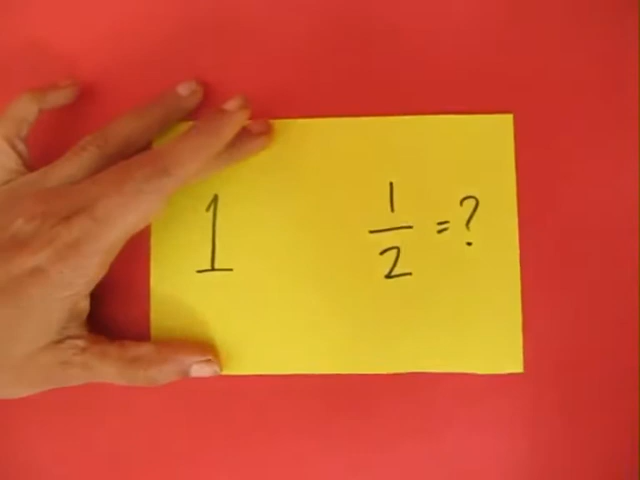 1 1/2 = ?